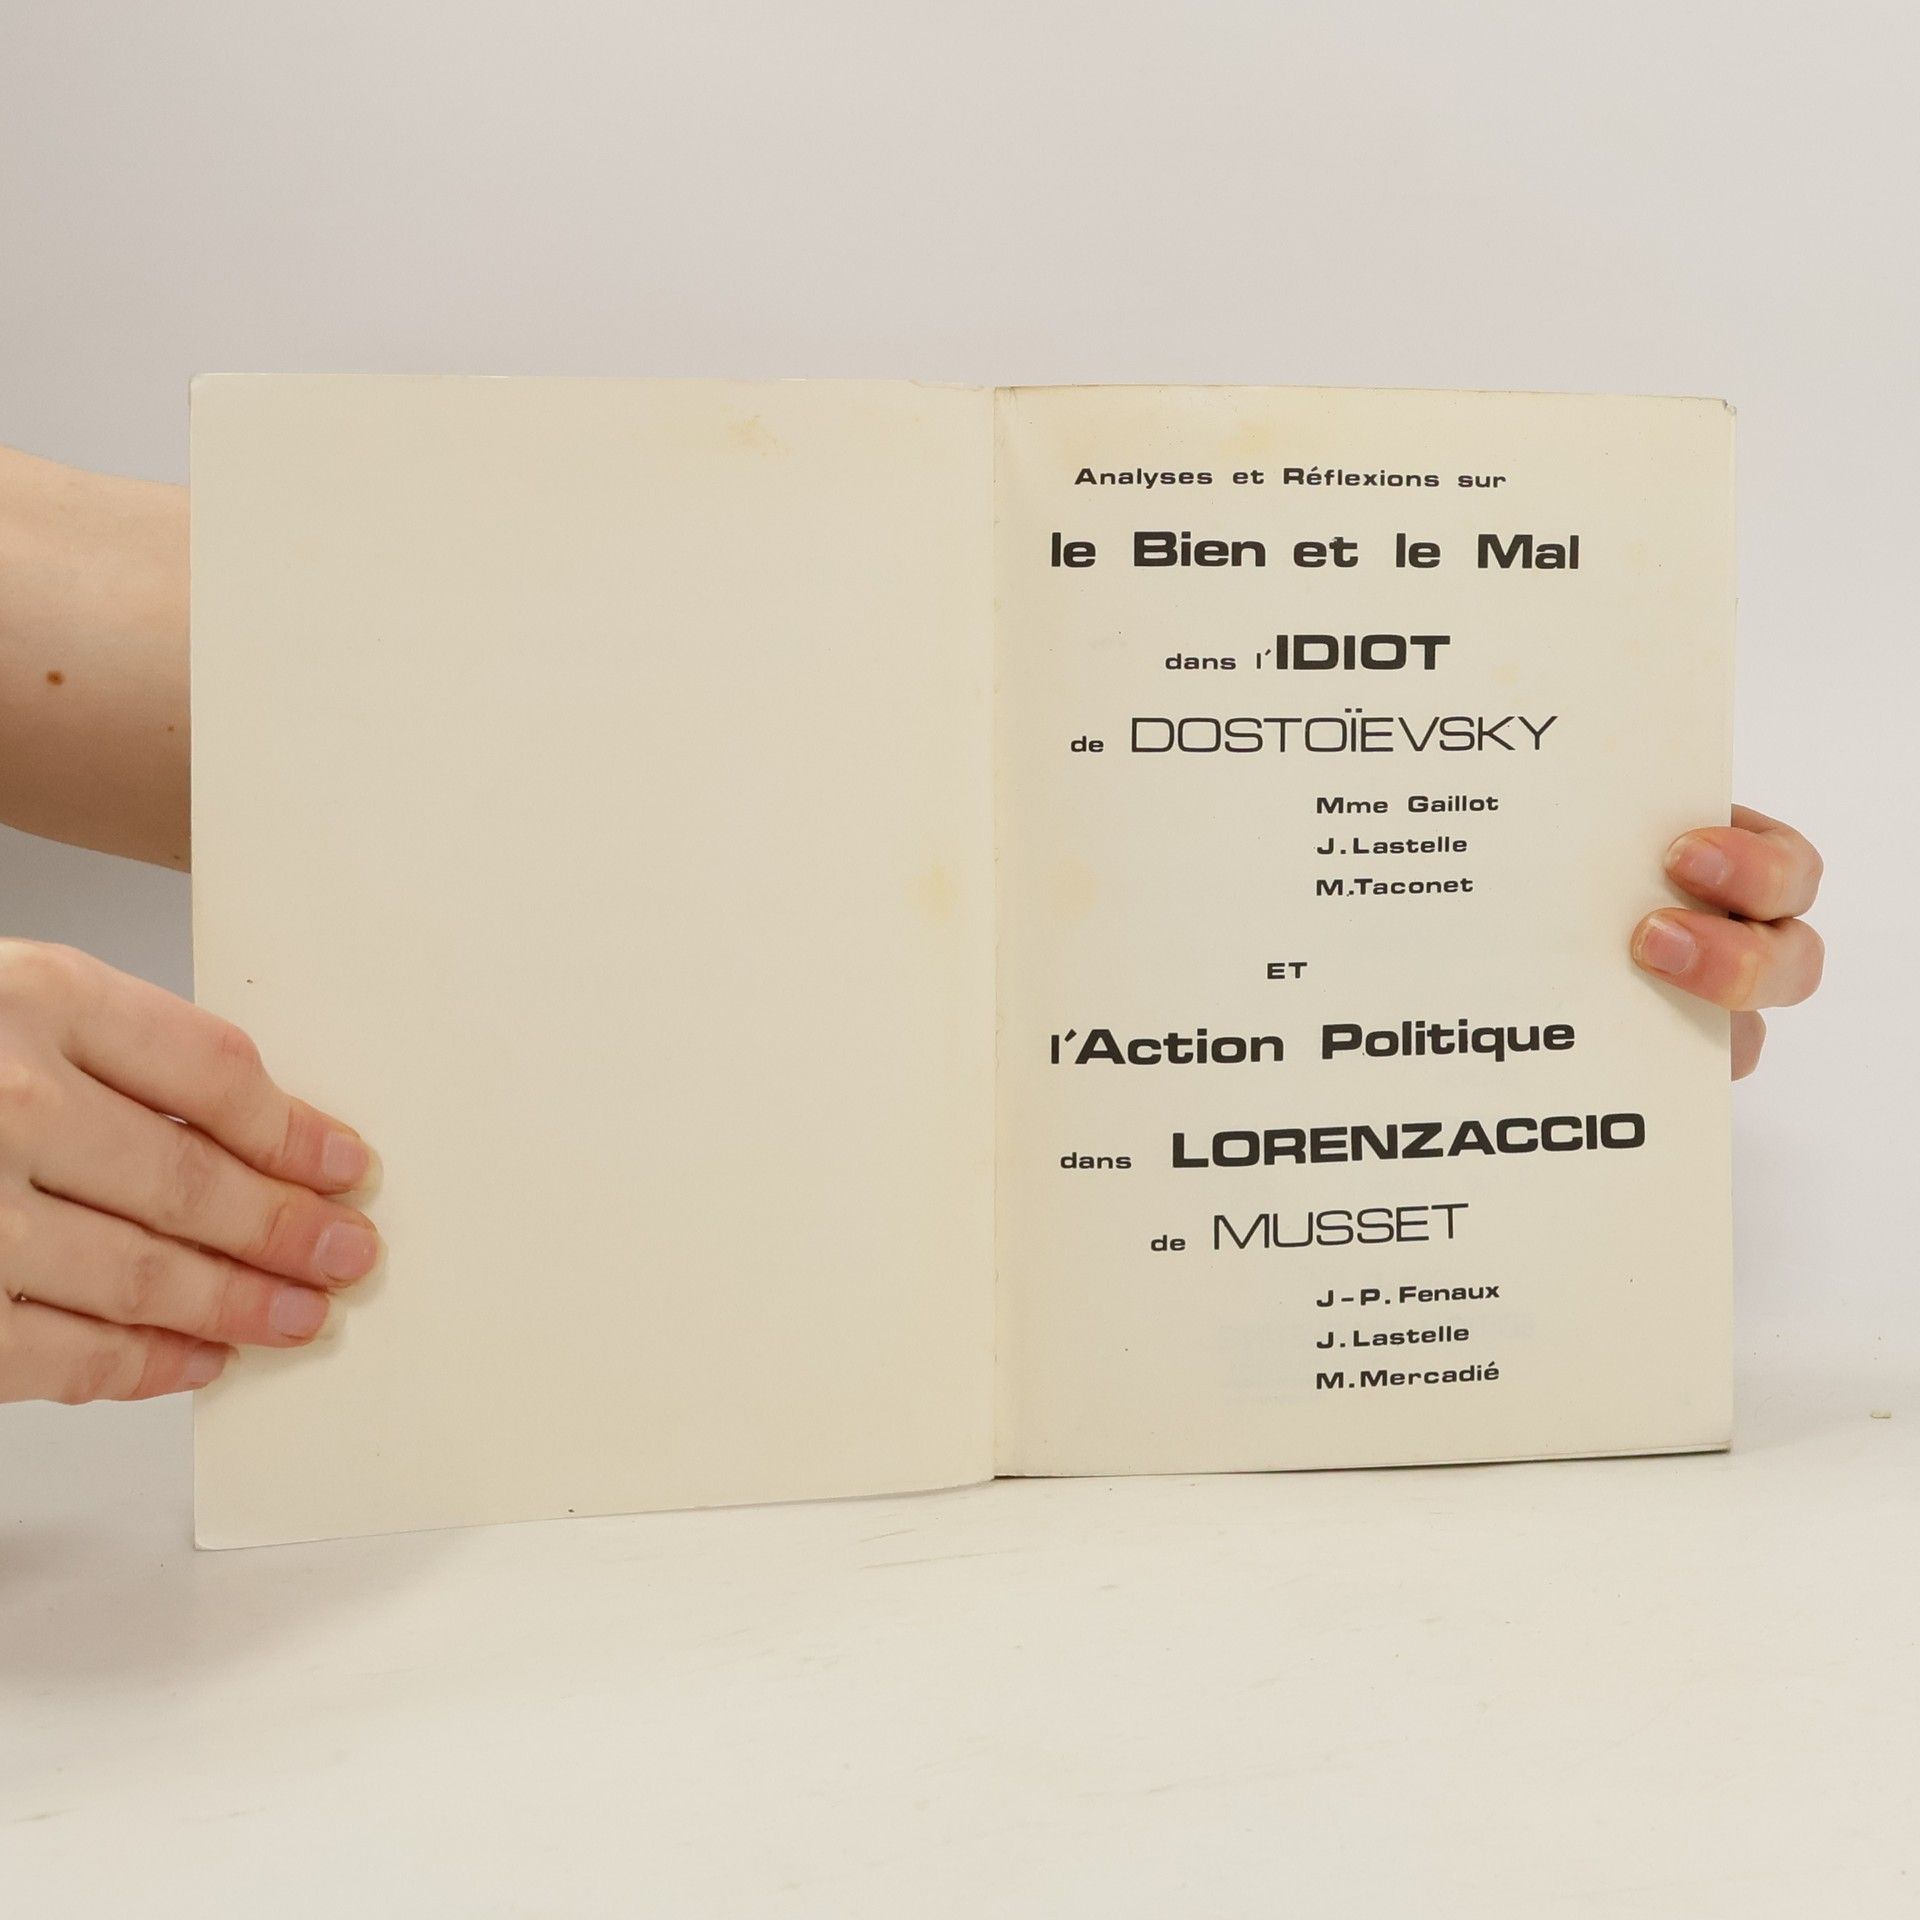 Analyses et Réflexions sur
le Bien et le Mal
dans l'IDIOT
de DOSTOÏEVSKY
Mme Gaillot
J.Lastelle
M.Taconet
ET
l'Action Politique
dans LORENZACCIO
de MUSSET
J-P.Fenaux
J.Lastelle
M.Mercadié